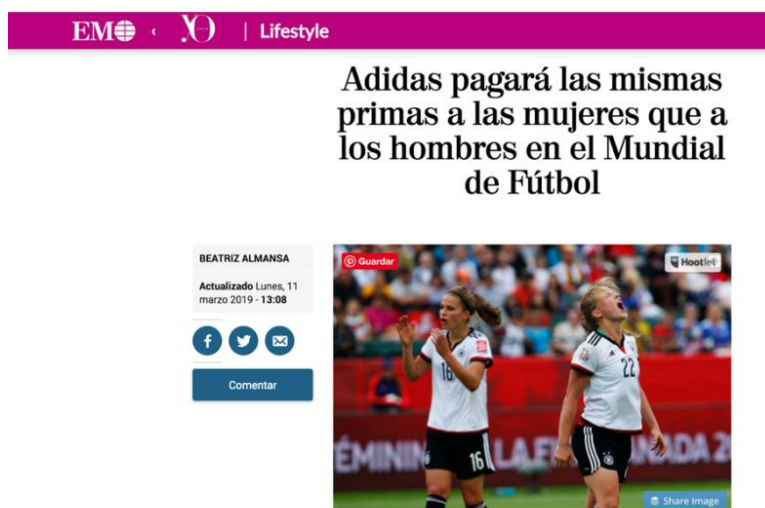 EM ‹ YO | Lifestyle
Adidas pagará las mismas
primas a las mujeres que a
los hombres en el Mundial
de Fútbol
BEATRIZ ALMANSA
Actualizado Lunes, 11
marzo 2019 - 13:08
Comentar
Guardar
Hootlet
16
22
ÉMININ
LA F
NADA 2
16
Share Image